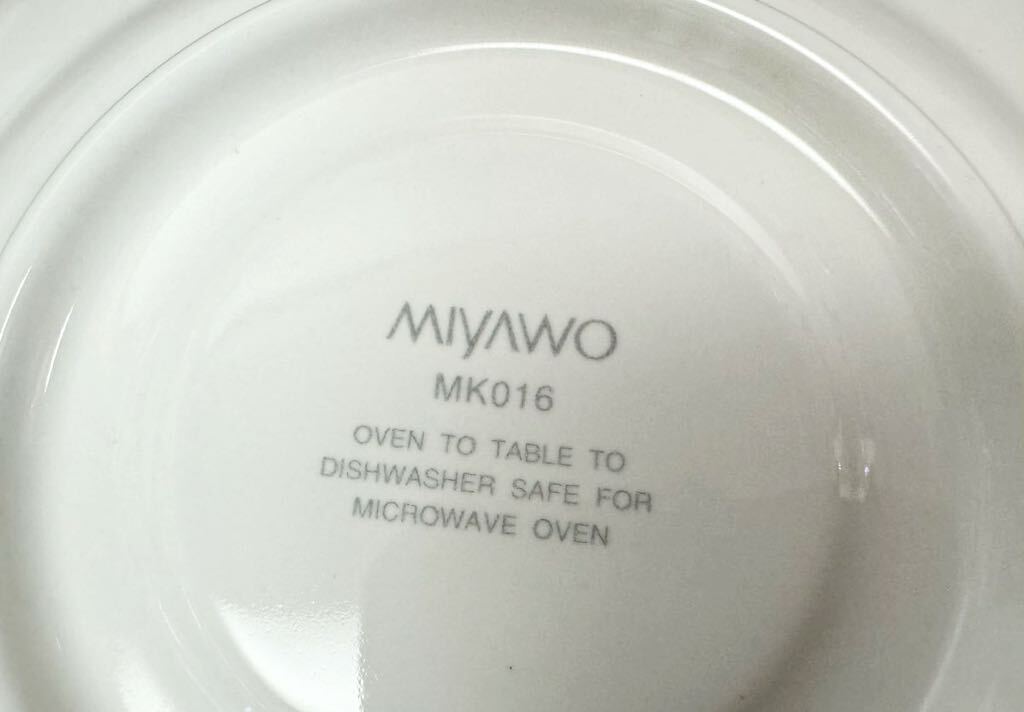 MIYAWO
MK016
OVEN TO TABLE TO
DISHWASHER SAFE FOR
MICROWAVE OVEN